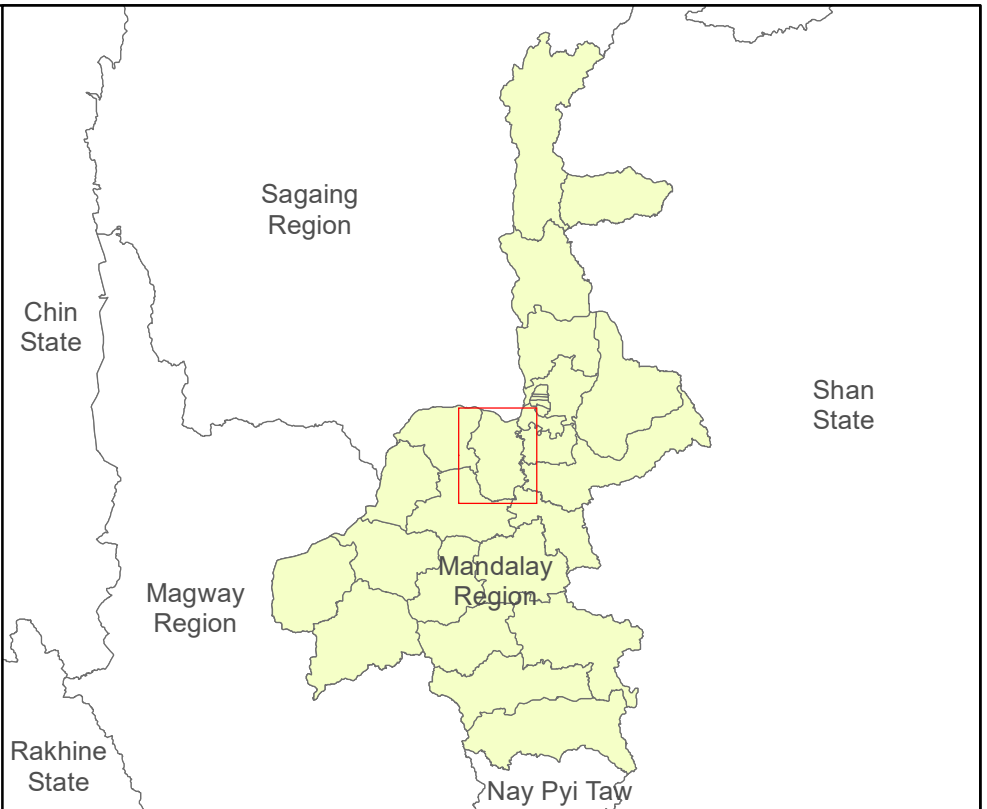 Sagaing
Region
Chin
State
Shan
State
Mandalay
Region
Magway
Region
Rakhine
State
Nay Pyi Taw